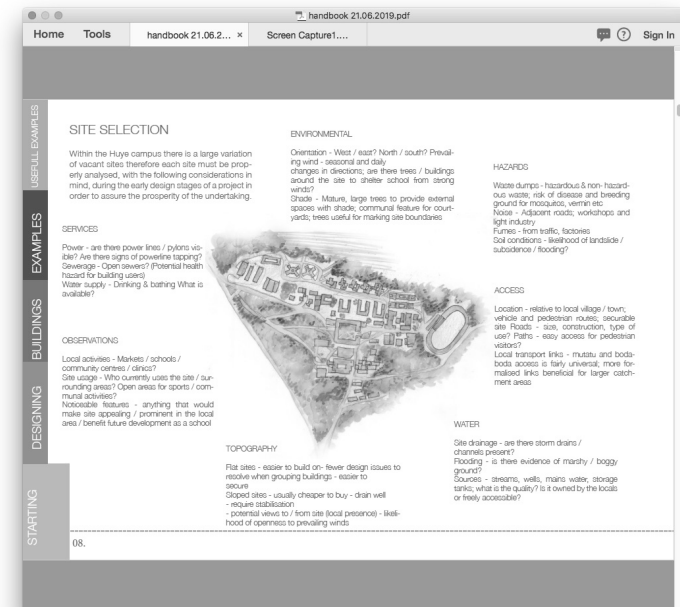 handbook 21.06.2019.pdf
Home Tools handbook 21.06.2... × Screen Capture1.... ? Sign In
USEFULL EXAMPLES
EXAMPLES
BUILDINGS
DESIGNING
STARTING
SITE SELECTION
Within the Huye campus there is a large variation
of vacant sites therefore each site must be prop-
erly analysed, with the following considerations in
mind, during the early design stages of a project in
order to assure the prosperity of the undertaking.
SERVICES
Power - are there power lines / pylons vis-
ible? Are there signs of powerline tapping?
Sewerage - Open sewers? (Potential health
hazard for building users)
Water supply - Drinking & bathing What is
available?
OBSERVATIONS
Local activities - Markets / schools /
community centres / clinics?
Site usage - Who currently uses the site / sur-
rounding areas? Open areas for sports / com-
munal activities?
Noticeable features - anything that would
make site appealing / prominent in the local
area / benefit future development as a school
ENVIRONMENTAL
Orientation - West / east? North / south? Prevail-
ing wind - seasonal and daily
changes in directions; are there trees / buildings
around the site to shelter school from strong
winds?
Shade - Mature, large trees to provide external
spaces with shade; communal feature for court-
yards; trees useful for marking site boundaries
TOPOGRAPHY
Flat sites - easier to build on- fewer design issues to
resolve when grouping buildings - easier to
secure
Sloped sites - usually cheaper to buy - drain well
- require stabilisation
- potential views to / from site (local presence) - likeli-
hood of openness to prevailing winds
HAZARDS
Waste dumps - hazardous & non- hazard-
ous waste; risk of disease and breeding
ground for mosquitos, vermin etc
Noise - Adjacent roads; workshops and
light industry
Fumes - from traffic, factories
Soil conditions - likelihood of landslide /
subsidence / flooding?
ACCESS
Location - relative to local village / town;
vehicle and pedestrian routes; securable
site Roads - size, construction, type of
use? Paths - easy access for pedestrian
visitors?
Local transport links - mutatu and boda-
boda access is fairly universal; more for-
malised links beneficial for larger catch-
ment areas
WATER
Site drainage - are there storm drains /
channels present?
Flooding - is there evidence of marshy / boggy
ground?
Sources - streams, wells, mains water, storage
tanks; what is the quality? Is it owned by the locals
or freely accessible?
08.